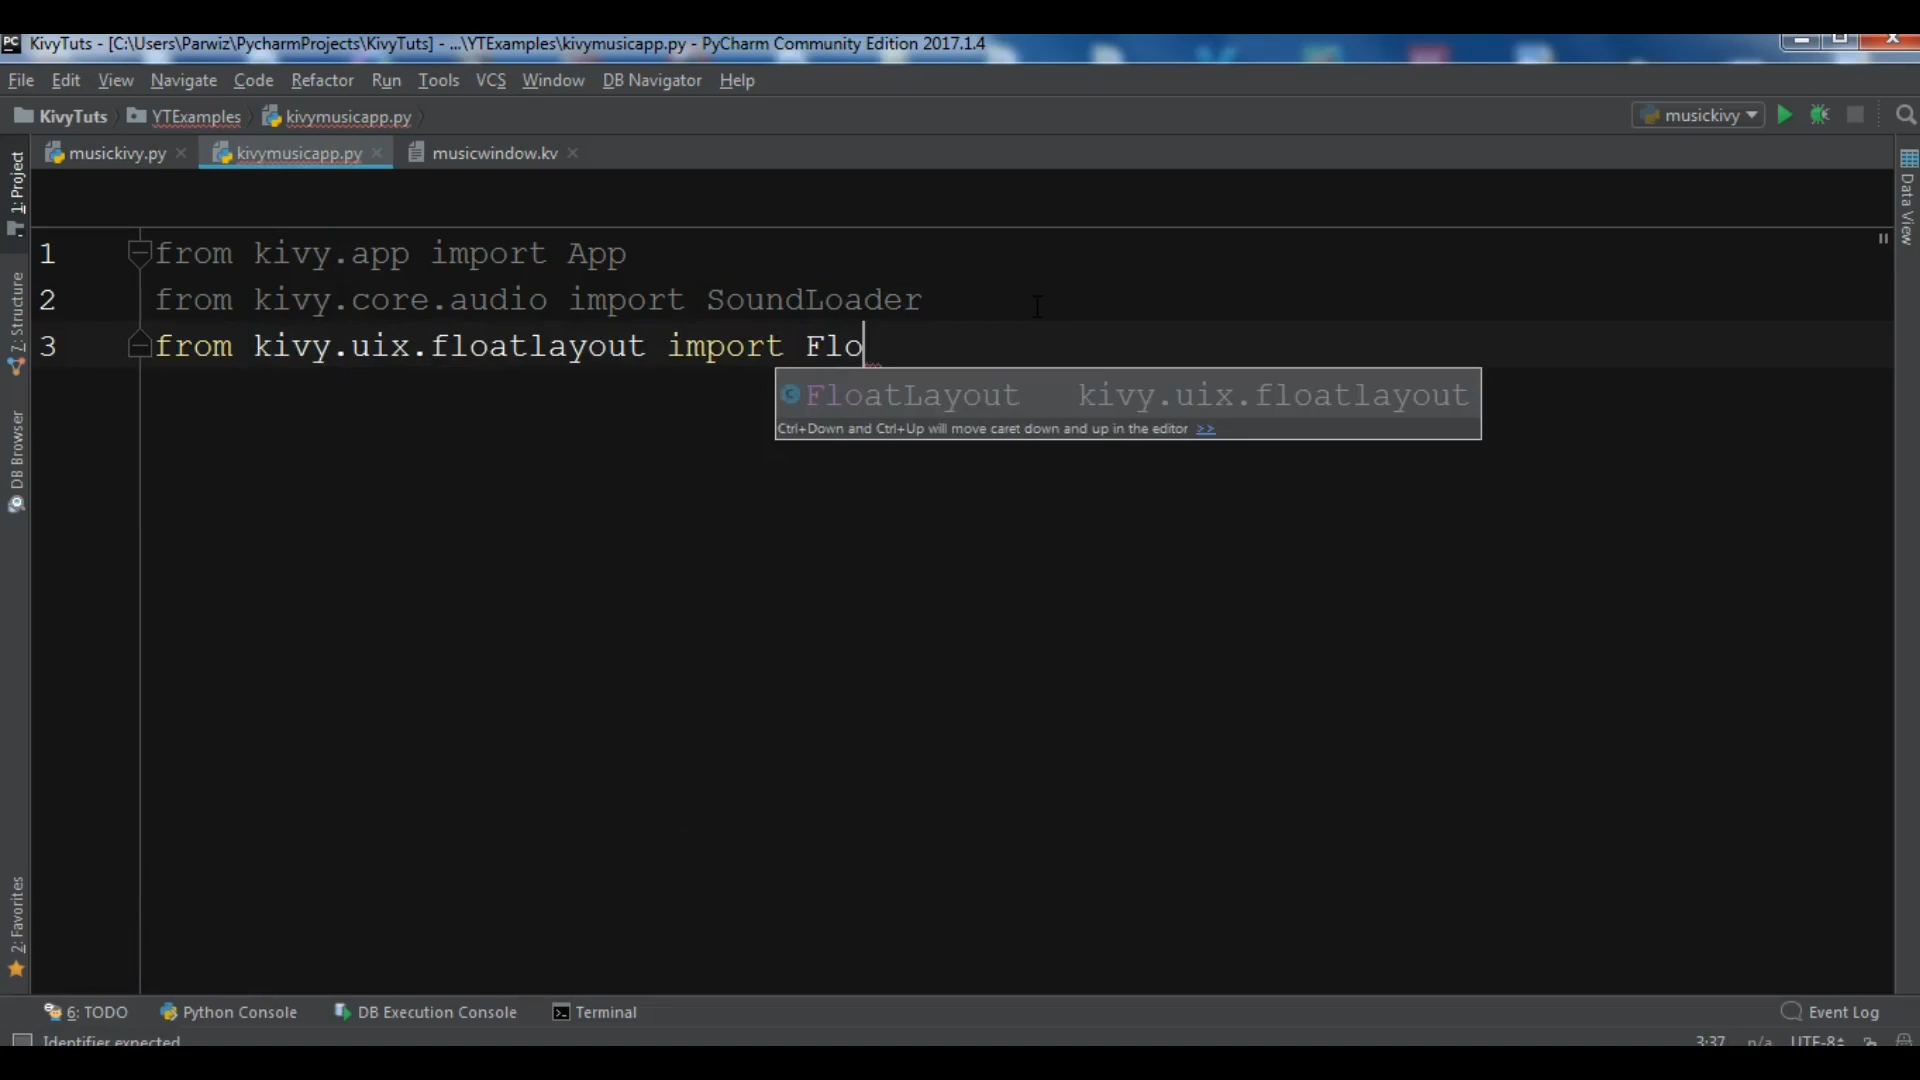 PC KivyTuts - [C:\Users\Parwiz\PycharmProjects\KivyTuts] - ...\YTExamples\kivymusicapp.py - PyCharm Community Edition 2017.1.4
File Edit View Navigate Code Refactor Run Tools VCS Window DB Navigator Help
KivyTuts YTExamples kivymusicapp.py musickivy
musickivy.py kivymusicapp.py musicwindow.kv
1: Project
7: Structure
DB Browser
2: Favorites
Data View
1 from kivy.app import App
2 from kivy.core.audio import SoundLoader
3 from kivy.uix.floatlayout import Flo
FloatLayout kivy.uix.floatlayout
Ctrl+Down and Ctrl+Up will move caret down and up in the editor >>
6: TODO Python Console DB Execution Console Terminal Event Log
Identifier expected 3:37 n/a UTF-8